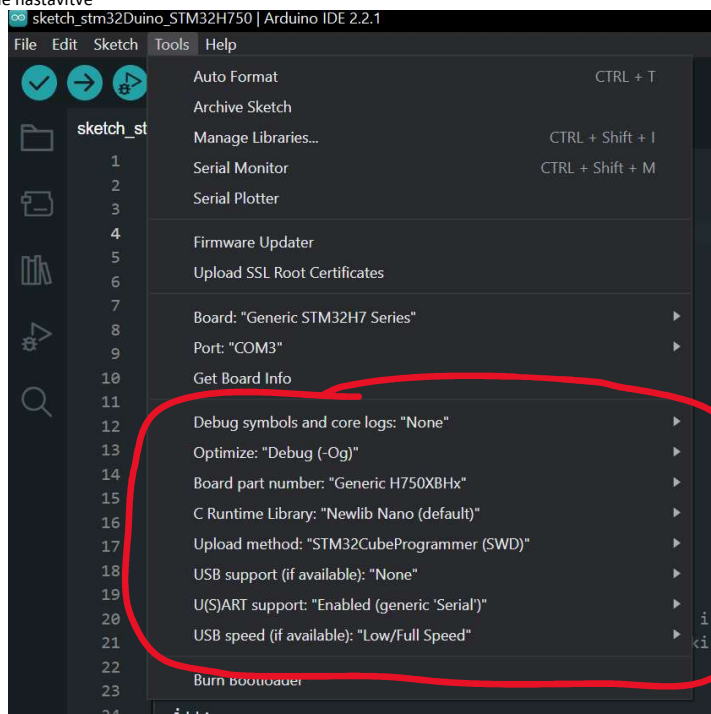 nastavitve
sketch_stm32Duino_STM32H750 | Arduino IDE 2.2.1
File Edit Sketch Tools Help
Auto Format CTRL + T
Archive Sketch
sketch_st
Manage Libraries... CTRL + Shift + I
1
Serial Monitor CTRL + Shift + M
2
Serial Plotter
3
4
Firmware Updater
5
Upload SSL Root Certificates
6
7
Board: "Generic STM32H7 Series"
8
Port: "COM3"
9
10
Get Board Info
11
Debug symbols and core logs: "None"
12
Optimize: "Debug (-Og)"
13
14
Board part number: "Generic H750XBHx"
15
C Runtime Library: "Newlib Nano (default)"
16
Upload method: "STM32CubeProgrammer (SWD)"
17
18
USB support (if available): "None"
19
U(S)ART support: "Enabled (generic 'Serial')"
20 i
USB speed (if available): "Low/Full Speed"
21 ki
22
Burn Bootloader
23
24